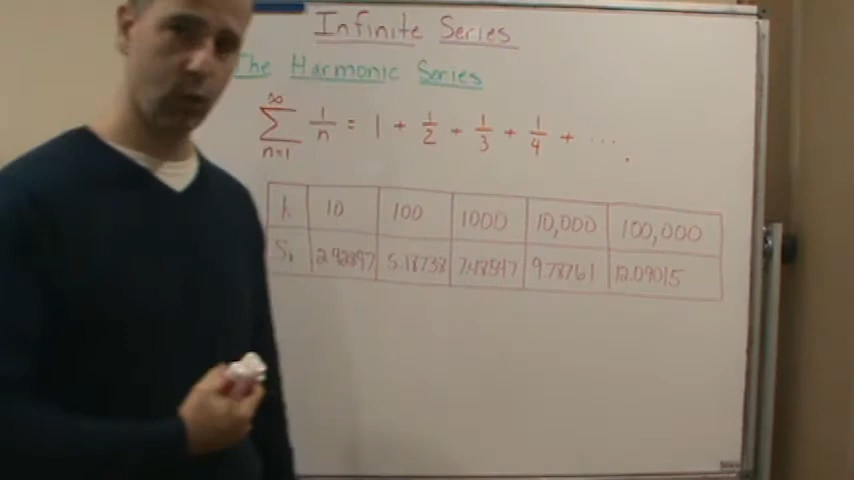 Infinite Series
The Harmonic Series
∞ ∑ n=1 1/n = 1 + 1/2 + 1/3 + 1/4 + ...
k 10 100 1000 10,000 100,000
2.92897 5.18738 7.48547 9.78761 12.09015